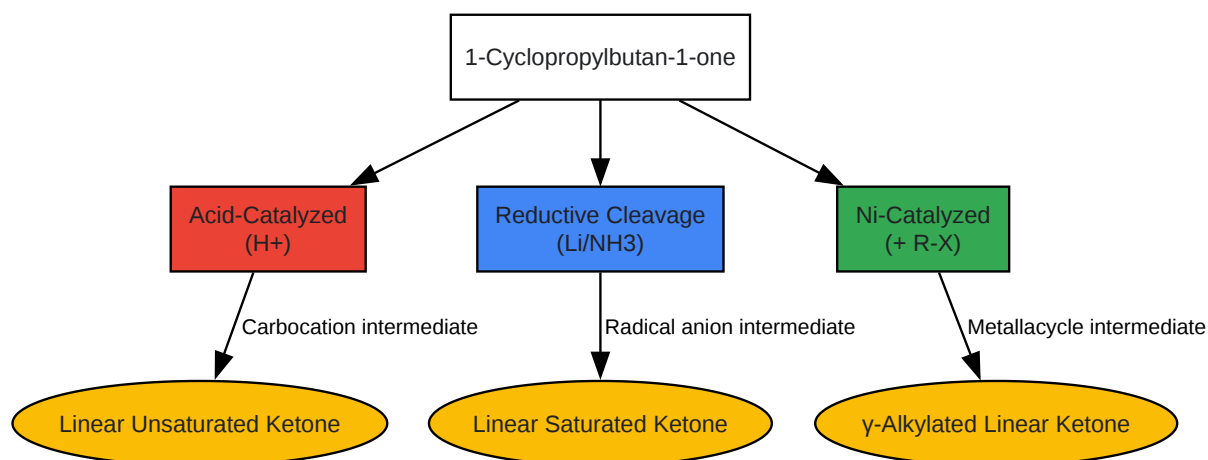 1-Cyclopropylbutan-1-one
Acid-Catalyzed
(H+)
Reductive Cleavage
(Li/NH3)
Ni-Catalyzed
(+ R-X)
Carbocation intermediate
Radical anion intermediate
Metallacycle intermediate
Linear Unsaturated Ketone
Linear Saturated Ketone
γ-Alkylated Linear Ketone